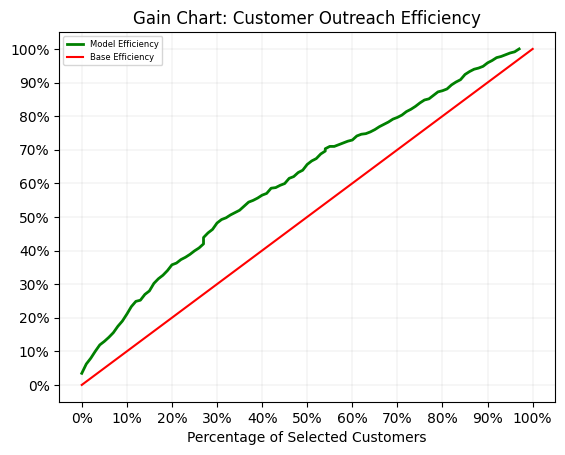 Gain Chart: Customer Outreach Efficiency
Model Efficiency
Base Efficiency
100%
90%
80%
70%
60%
50%
40%
30%
20%
10%
0%
0% 10% 20% 30% 40% 50% 60% 70% 80% 90% 100%
Percentage of Selected Customers